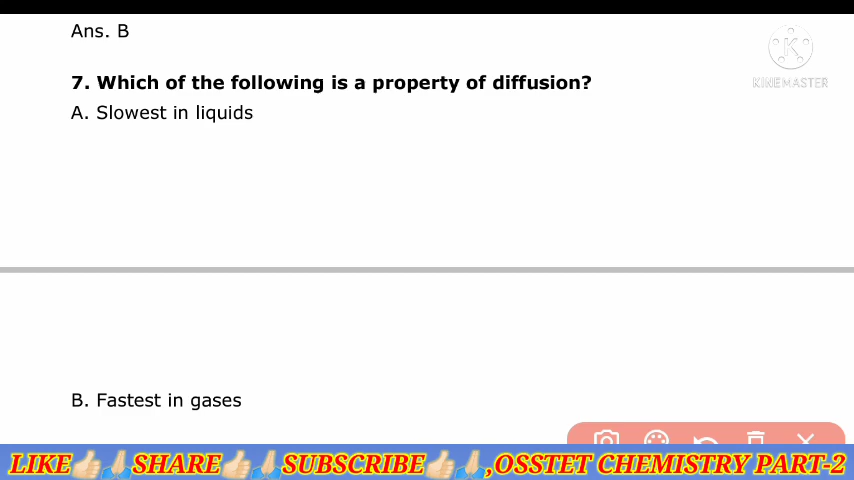 Ans. B
7. Which of the following is a property of diffusion?
K
KINEMASTER
A. Slowest in liquids
B. Fastest in gases
LIKE👍🏻🙏🏻SHARE👍🏻🙏🏻SUBSCRIBE👍🏻🙏🏻,OSSTET CHEMISTRY PART-2